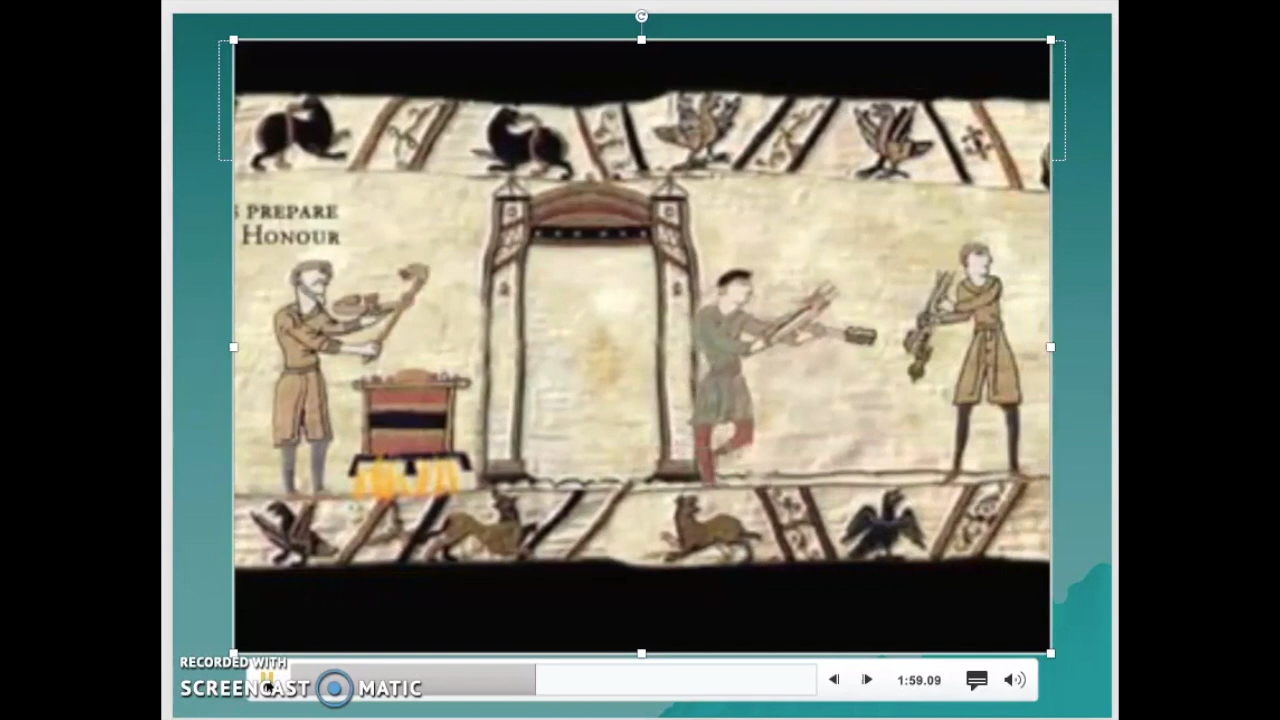 PREPARE
HONOUR
RECORDED WITH
SCREENCAST MATIC
1:59.09